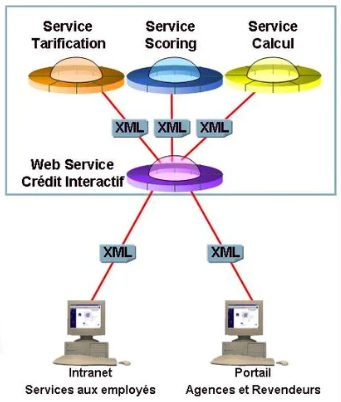 Service Tarification
Service Scoring
Service Calcul
XML
XML
XML
Web Service
Crédit Interactif
XML
XML
Intranet
Services aux employés
Portail
Agences et Revendeurs